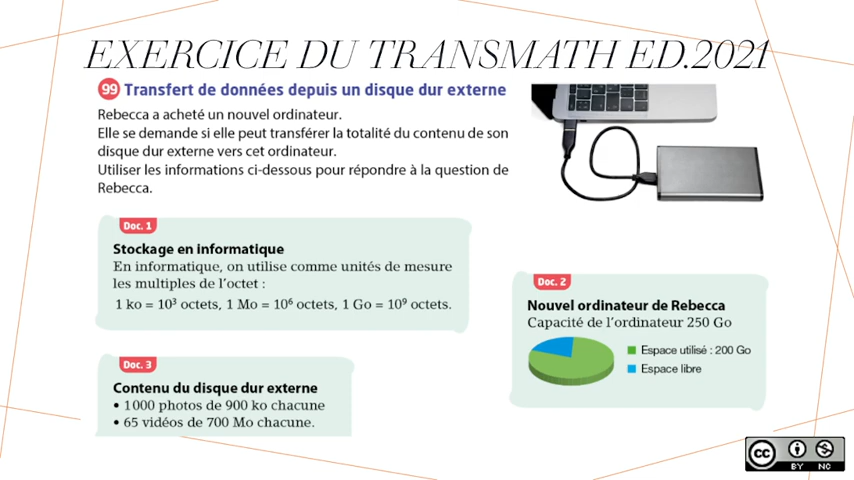 EXERCICE DU TRANSMATH ED.2021
99 Transfert de données depuis un disque dur externe
Rebecca a acheté un nouvel ordinateur.
Elle se demande si elle peut transférer la totalité du contenu de son
disque dur externe vers cet ordinateur.
Utiliser les informations ci-dessous pour répondre à la question de
Rebecca.
Doc. 1
Stockage en informatique
En informatique, on utilise comme unités de mesure
les multiples de l'octet :
1 ko = 10³ octets, 1 Mo = 10⁶ octets, 1 Go = 10⁹ octets.
Doc. 2
Nouvel ordinateur de Rebecca
Capacité de l'ordinateur 250 Go
Espace utilisé : 200 Go
Espace libre
Doc. 3
Contenu du disque dur externe
• 1 000 photos de 900 ko chacune
• 65 vidéos de 700 Mo chacune.
cc
BY NC